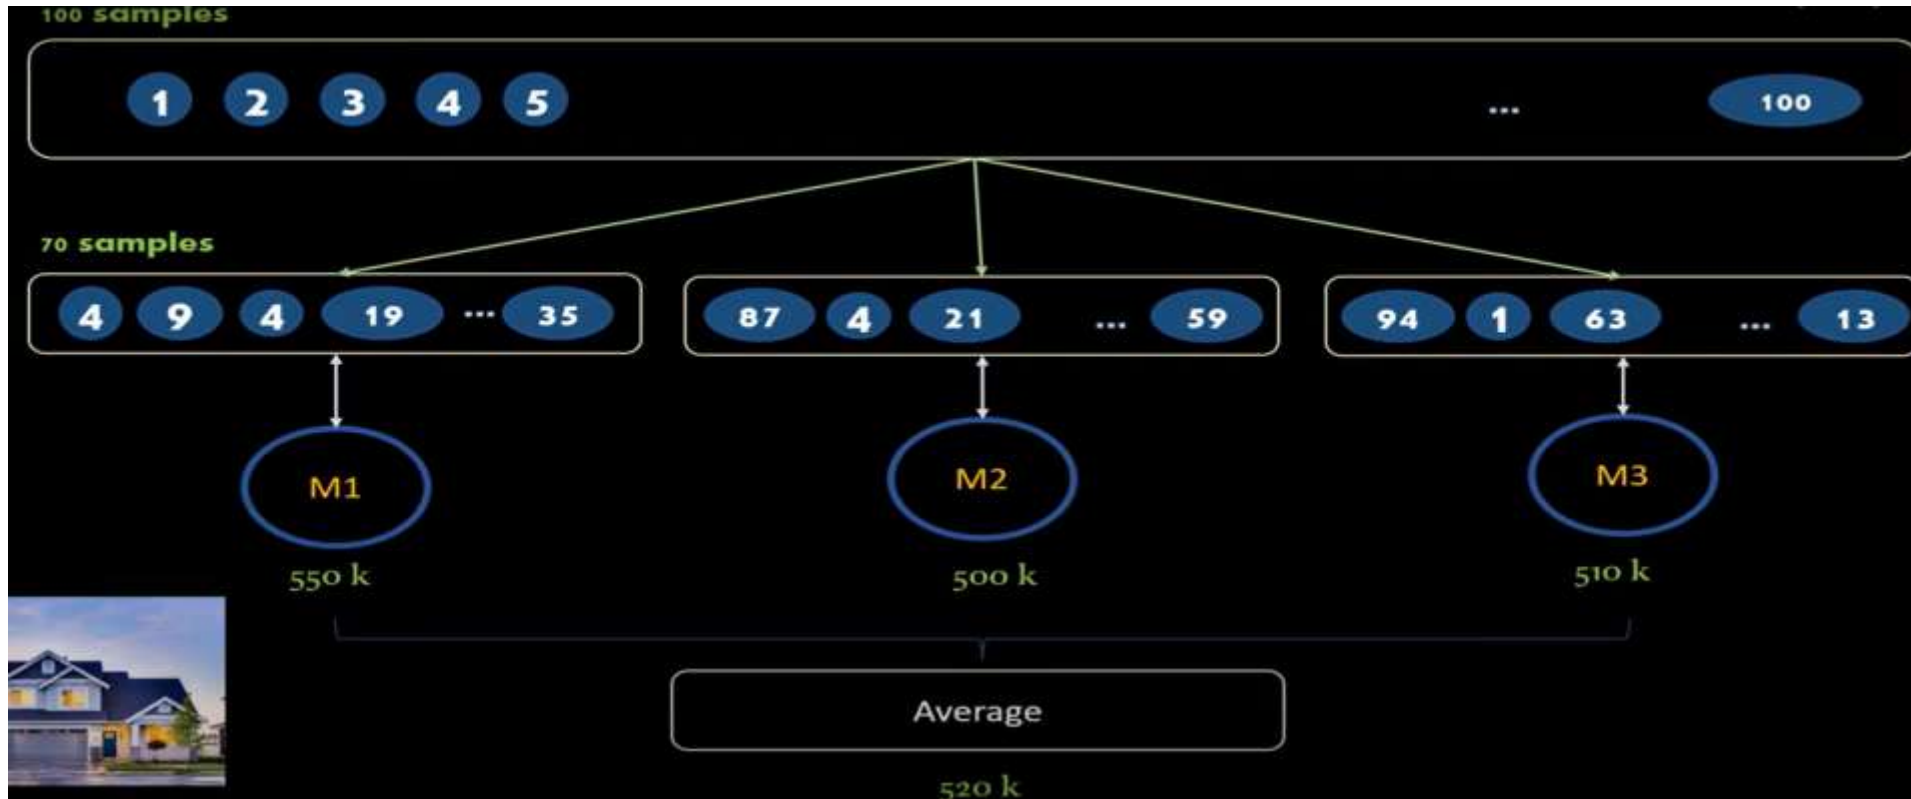 100 samples
1 2 3 4 5 ... 100
70 samples
4 9 4 19 ... 35
87 4 21 ... 59
94 1 63 ... 13
M1
M2
M3
550 k
500 k
510 k
Average
520 k